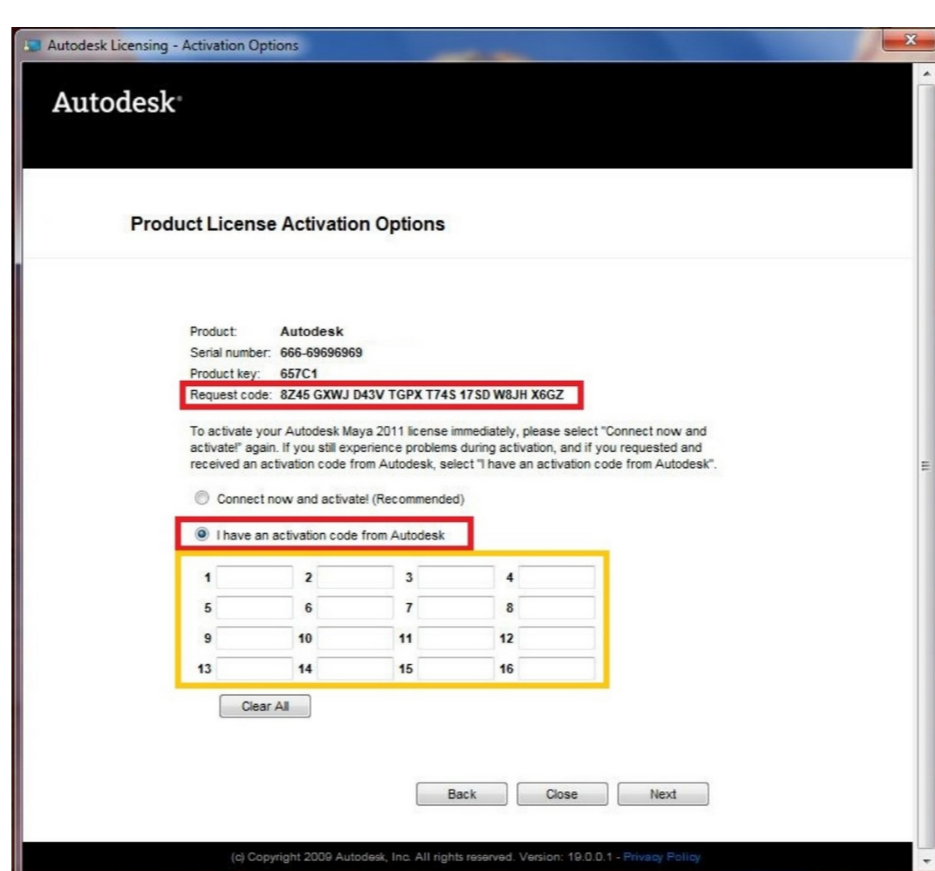 Autodesk Licensing - Activation Options
Autodesk
Product License Activation Options
Product: Autodesk
Serial number: 666-69696969
Product key: 657C1
Request code: 8Z45 GXWJ D43V TGPX T74S 17SD W8JH X6GZ
To activate your Autodesk Maya 2011 license immediately, please select "Connect now and
activate!" again. If you still experience problems during activation, and if you requested and
received an activation code from Autodesk, select "I have an activation code from Autodesk".
Connect now and activate! (Recommended)
I have an activation code from Autodesk
1 2 3 4
5 6 7 8
9 10 11 12
13 14 15 16
Clear All
Back Close Next
(c) Copyright 2009 Autodesk, Inc. All rights reserved. Version: 19.0.0.1 - Privacy Policy